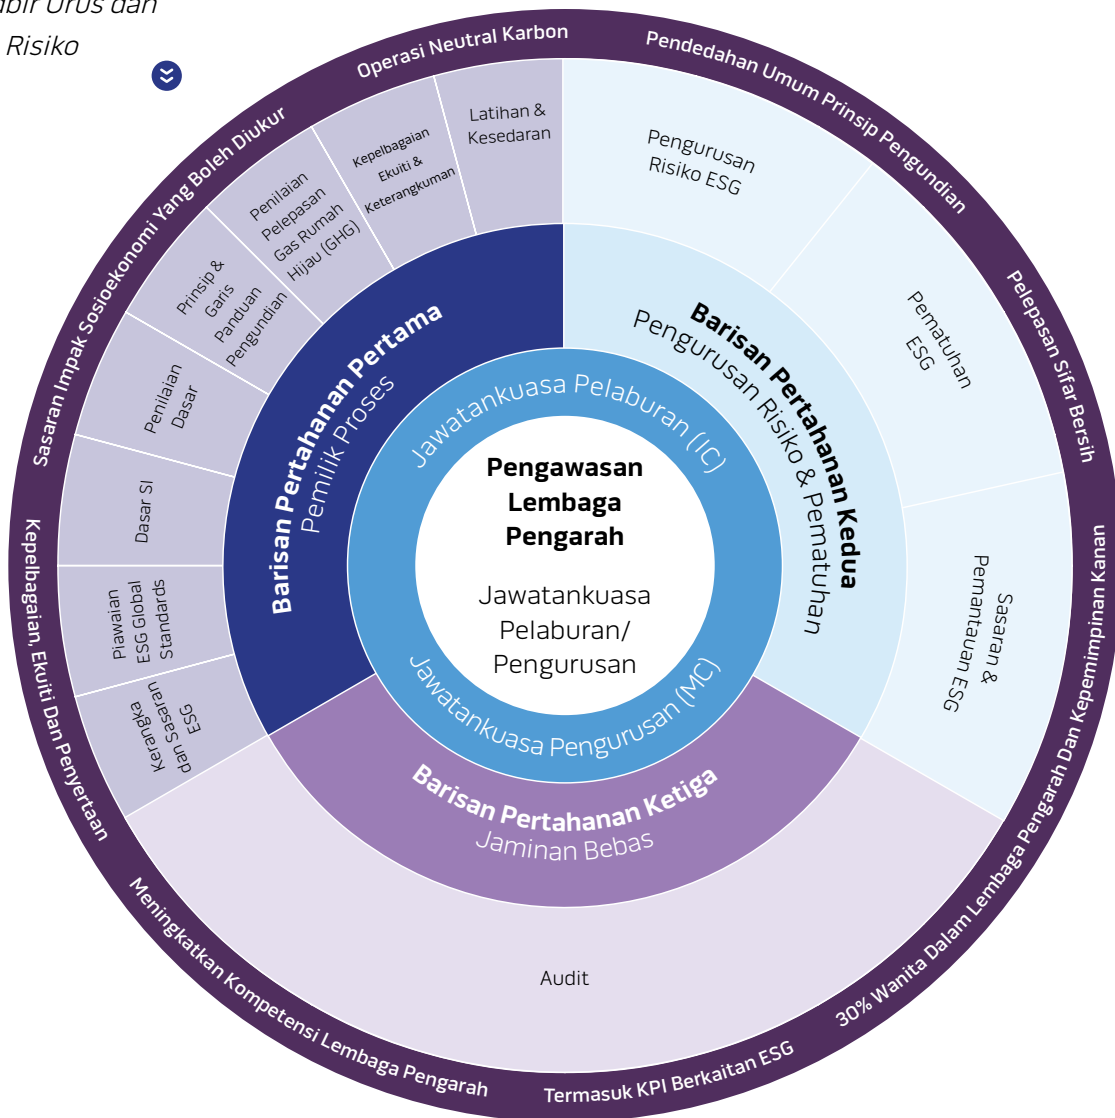 dan
Risiko
Operasi Neutral Karbon
Pendedahan Umum Prinsip Pengundian
Pelepasan Sifar Bersih
30% Wanita Dalam Lembaga Pengarah Dan Kepemimpinan Kanan
Termasuk KPI Berkaitan ESG
Meningkatkan Kompetensi Lembaga Pengarah
Kepelbagaian, Ekuiti Dan Penyertaan
Sasaran Impak Sosioekonomi Yang Boleh Diukur
Latihan &
Kesedaran
Kepelbagaian
Ekuiti &
Keterangkuman
Penilaian
Pelepasan
Gas Rumah
Hijau (GHG)
Prinsip &
Garis
Panduan
Pengundian
Penilaian
Dasar
Dasar SI
Piawaian
ESG Global
Standards
Kerangka
dan Sasaran
ESG
Pengurusan
Risiko ESG
Pematuhan
ESG
Sasaran &
Pemantauan ESG
Audit
Barisan Pertahanan Pertama
Pemilik Proses
Barisan Pertahanan Kedua
Pengurusan Risiko & Pematuhan
Barisan Pertahanan Ketiga
Jaminan Bebas
Jawatankuasa Pelaburan (IC)
Jawatankuasa Pengurusan (MC)
Pengawasan
Lembaga
Pengarah
Jawatankuasa
Pelaburan/
Pengurusan